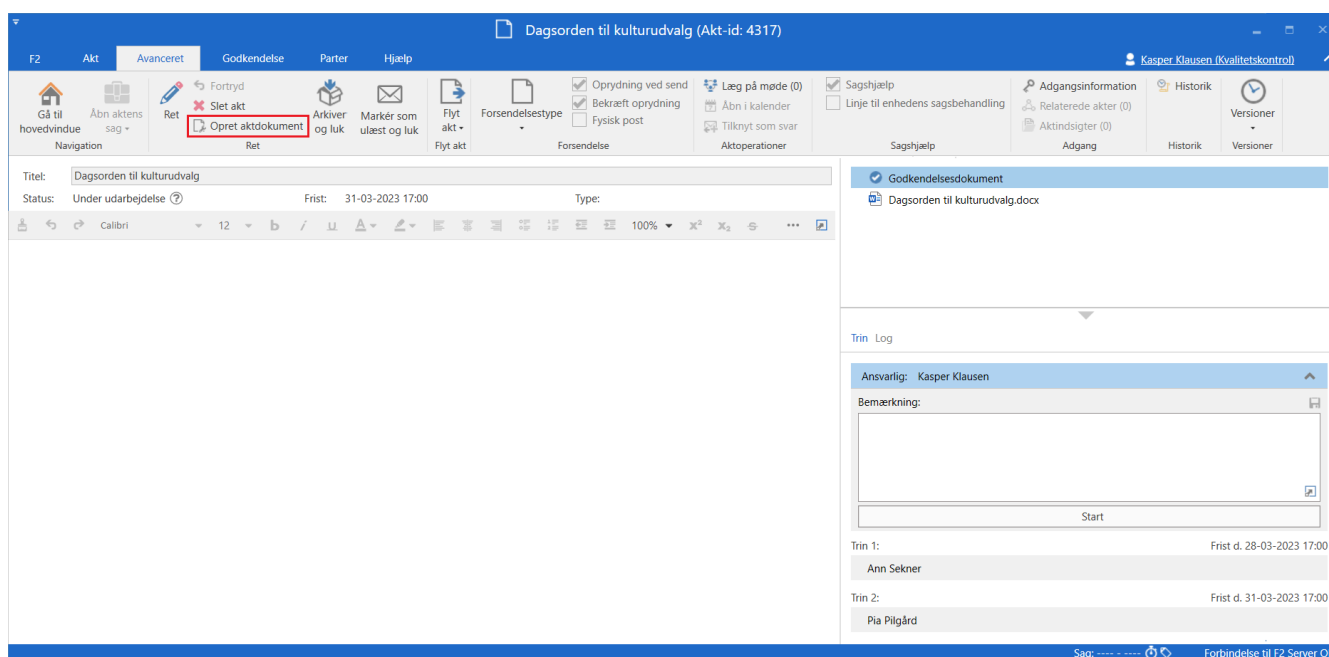 Dagsorden til kulturudvalg (Akt-id: 4317)
F2 Akt Avanceret Godkendelse Parter Hjælp Kasper Klausen (Kvalitetskontrol)
Gå til hovedvindue
Åbn aktens sag
Navigation
Ret
Fortryd
Slet akt
Opret aktdokument
Arkiver og luk
Markér som ulæst og luk
Ret
Flyt akt
Flyt akt
Forsendelsestype
Oprydning ved send
Bekræft oprydning
Fysisk post
Forsendelse
Læg på møde (0)
Åbn i kalender
Tilknyt som svar
Aktoperationer
Sagshjælp
Linje til enhedens sagsbehandling
Sagshjælp
Adgangsinformation
Relaterede akter (0)
Aktindsigter (0)
Adgang
Historik
Historik
Versioner
Versioner
Titel: Dagsorden til kulturudvalg
Status: Under udarbejdelse ? Frist: 31-03-2023 17:00 Type:
Calibri 12 b i u A 100% x² x₂ S ...
Godkendelsesdokument
Dagsorden til kulturudvalg.docx
Trin Log
Ansvarlig: Kasper Klausen
Bemærkning:
Start
Trin 1: Frist d. 28-03-2023 17:00
Ann Sekner
Trin 2: Frist d. 31-03-2023 17:00
Pia Pilgård
Sag: ---- - ---- Forbindelse til F2 Server O